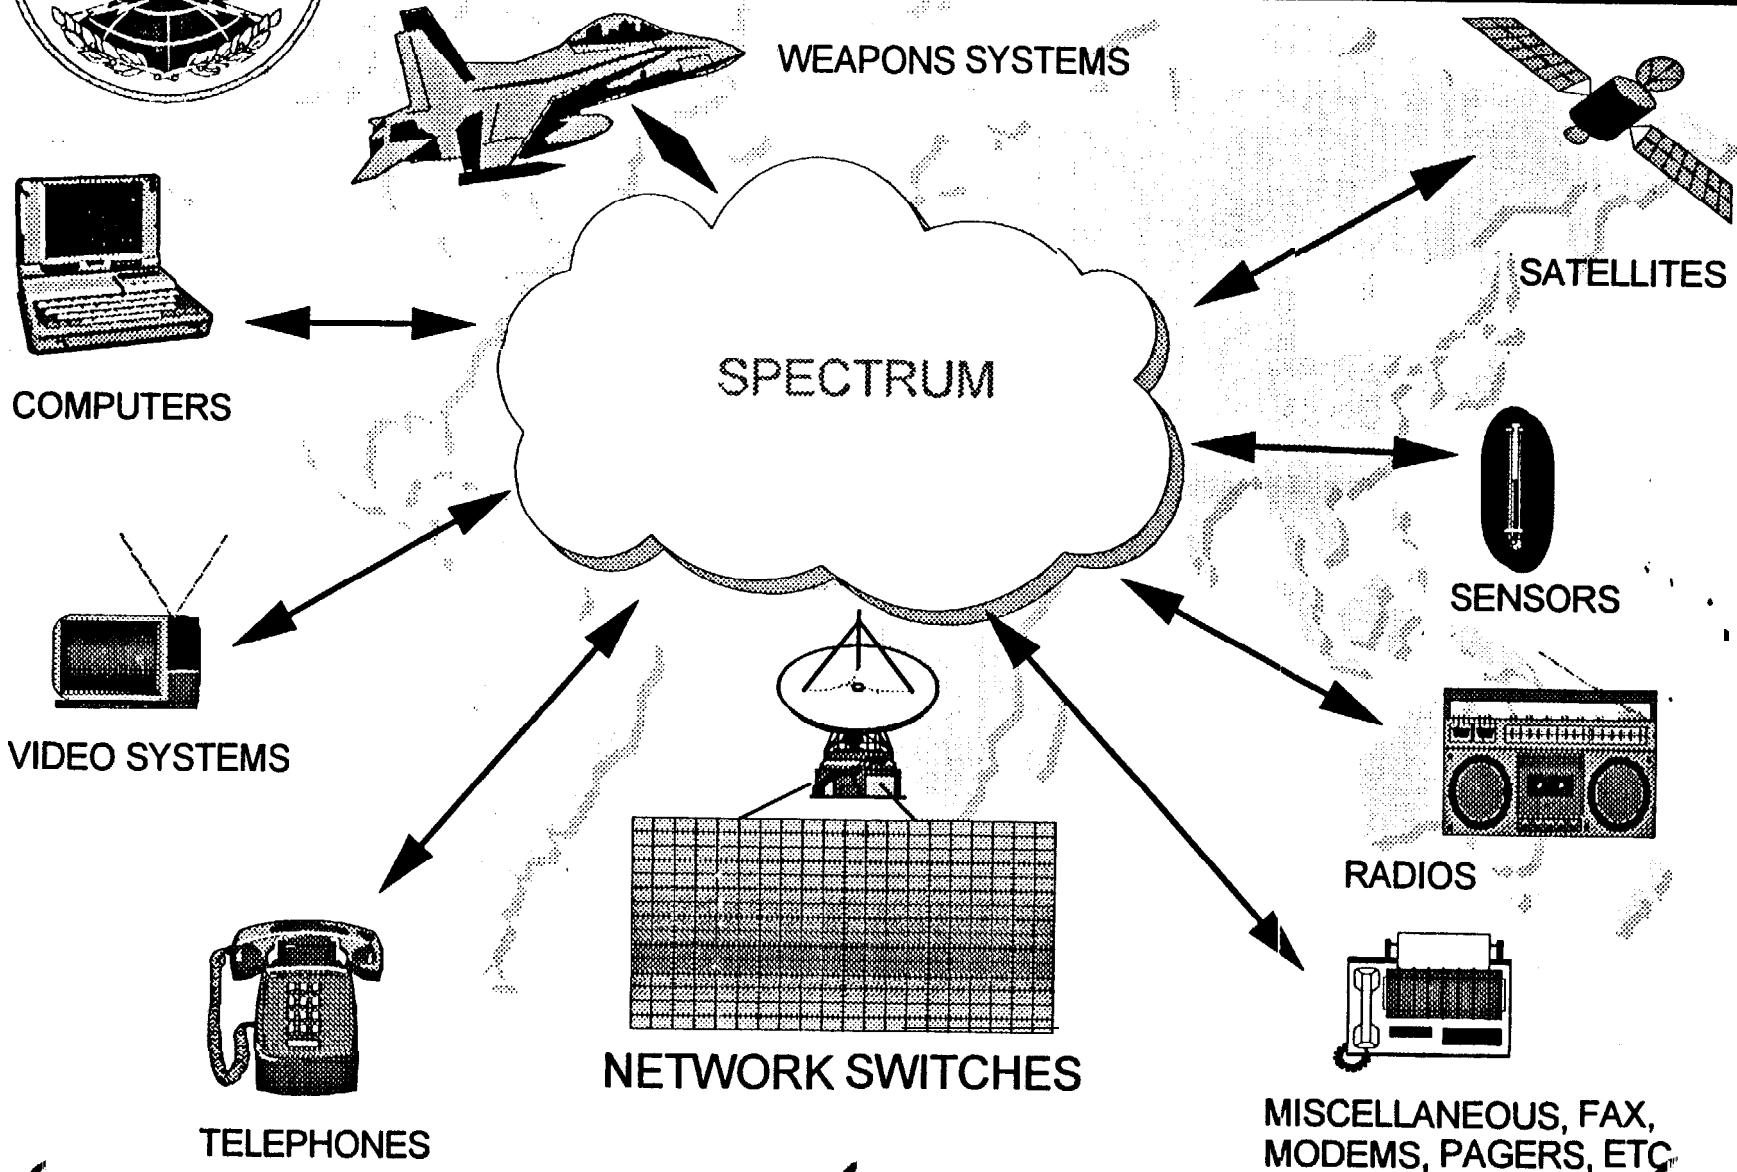 WEAPONS SYSTEMS
SATELLITES
SPECTRUM
COMPUTERS
SENSORS
VIDEO SYSTEMS
RADIOS
NETWORK SWITCHES
TELEPHONES
MISCELLANEOUS, FAX,
MODEMS, PAGERS, ETC